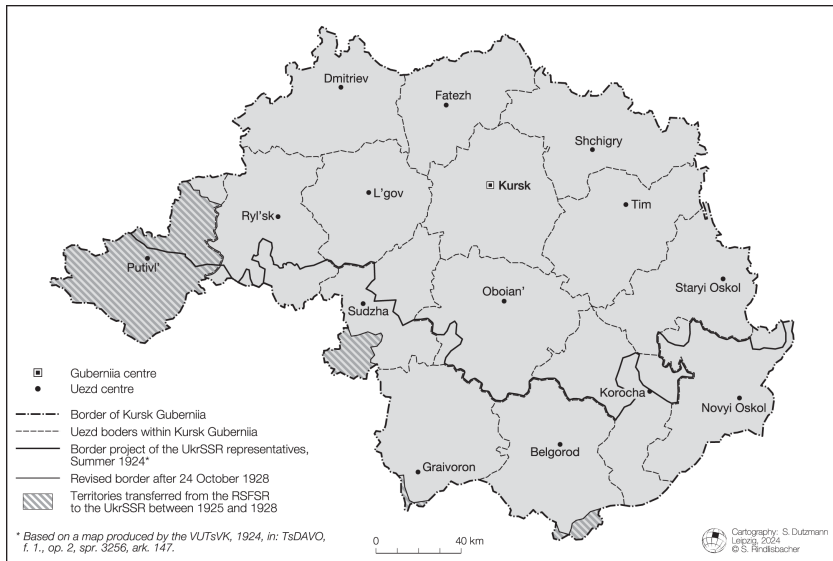 Dmitriev
Fatezh
Shchigry
Kursk
L'gov
Ryl'sk
Tim
Putivl'
Staryi Oskol
Oboian'
Sudzha
Korocha
Novyi Oskol
Belgorod
Graivoron
Guberniia centre
Uezd centre
Border of Kursk Guberniia
Uezd boders within Kursk Guberniia
Border project of the UkrSSR representatives,
Summer 1924*
Revised border after 24 October 1928
Territories transferred from the RSFSR
to the UkrSSR between 1925 and 1928
* Based on a map produced by the VUTsVK, 1924, in: TsDAVO,
f. 1., op. 2, spr. 3256, ark. 147.
0 40 km
Cartography: S. Dutzmann
Leipzig, 2024
© S. Rindlisbacher